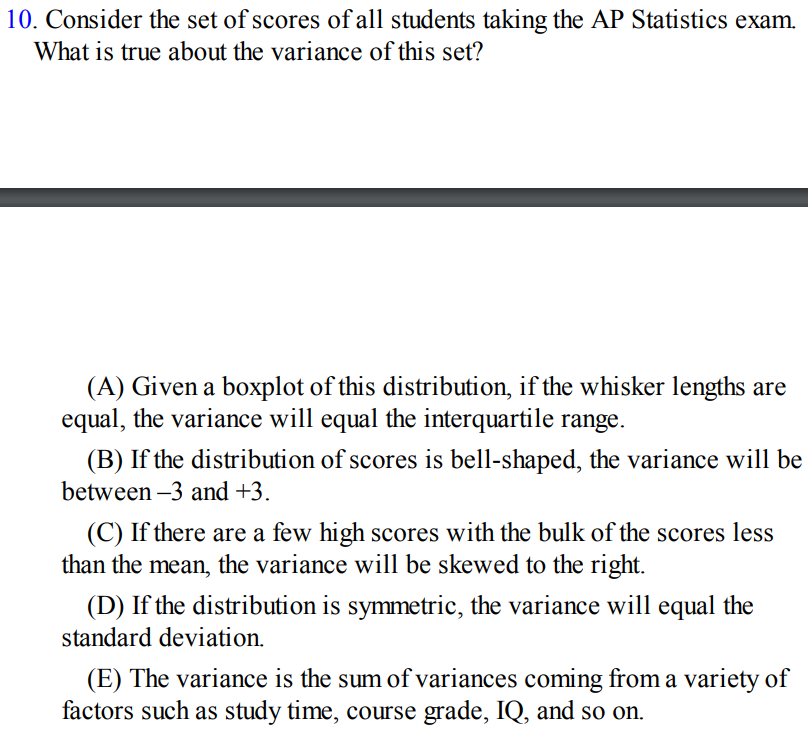 10. Consider the set of scores of all students taking the AP Statistics exam.
What is true about the variance of this set?
(A) Given a boxplot of this distribution, if the whisker lengths are
equal, the variance will equal the interquartile range.
(B) If the distribution of scores is bell-shaped, the variance will be
between –3 and +3.
(C) If there are a few high scores with the bulk of the scores less
than the mean, the variance will be skewed to the right.
(D) If the distribution is symmetric, the variance will equal the
standard deviation.
(E) The variance is the sum of variances coming from a variety of
factors such as study time, course grade, IQ, and so on.